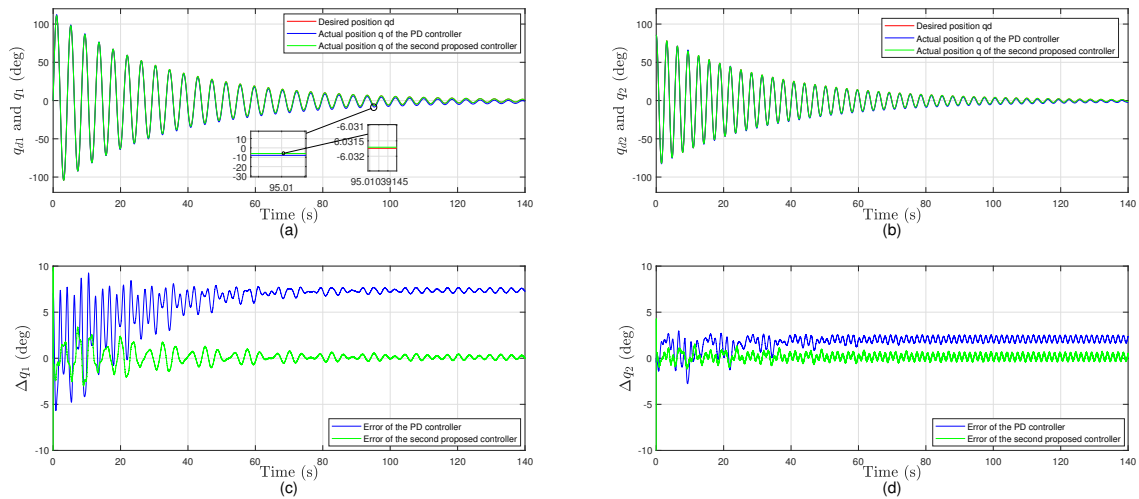 100
50
0
-50
-100
q_{d1} and q_1 (deg)
Desired position qd
Actual position q of the PD controller
Actual position q of the second proposed controller
10
0
-10
-20
-30
95.01
-6.031
-6.0315
-6.032
95.01039145
0 20 40 60 80 100 120 140
Time (s)
(a)
100
50
0
-50
-100
q_{d2} and q_2 (deg)
Desired position qd
Actual position q of the PD controller
Actual position q of the second proposed controller
0 20 40 60 80 100 120 140
Time (s)
(b)
10
5
0
-5
-10
Δq_1 (deg)
Error of the PD controller
Error of the second proposed controller
0 20 40 60 80 100 120 140
Time (s)
(c)
10
5
0
-5
-10
Δq_2 (deg)
Error of the PD controller
Error of the second proposed controller
0 20 40 60 80 100 120 140
Time (s)
(d)